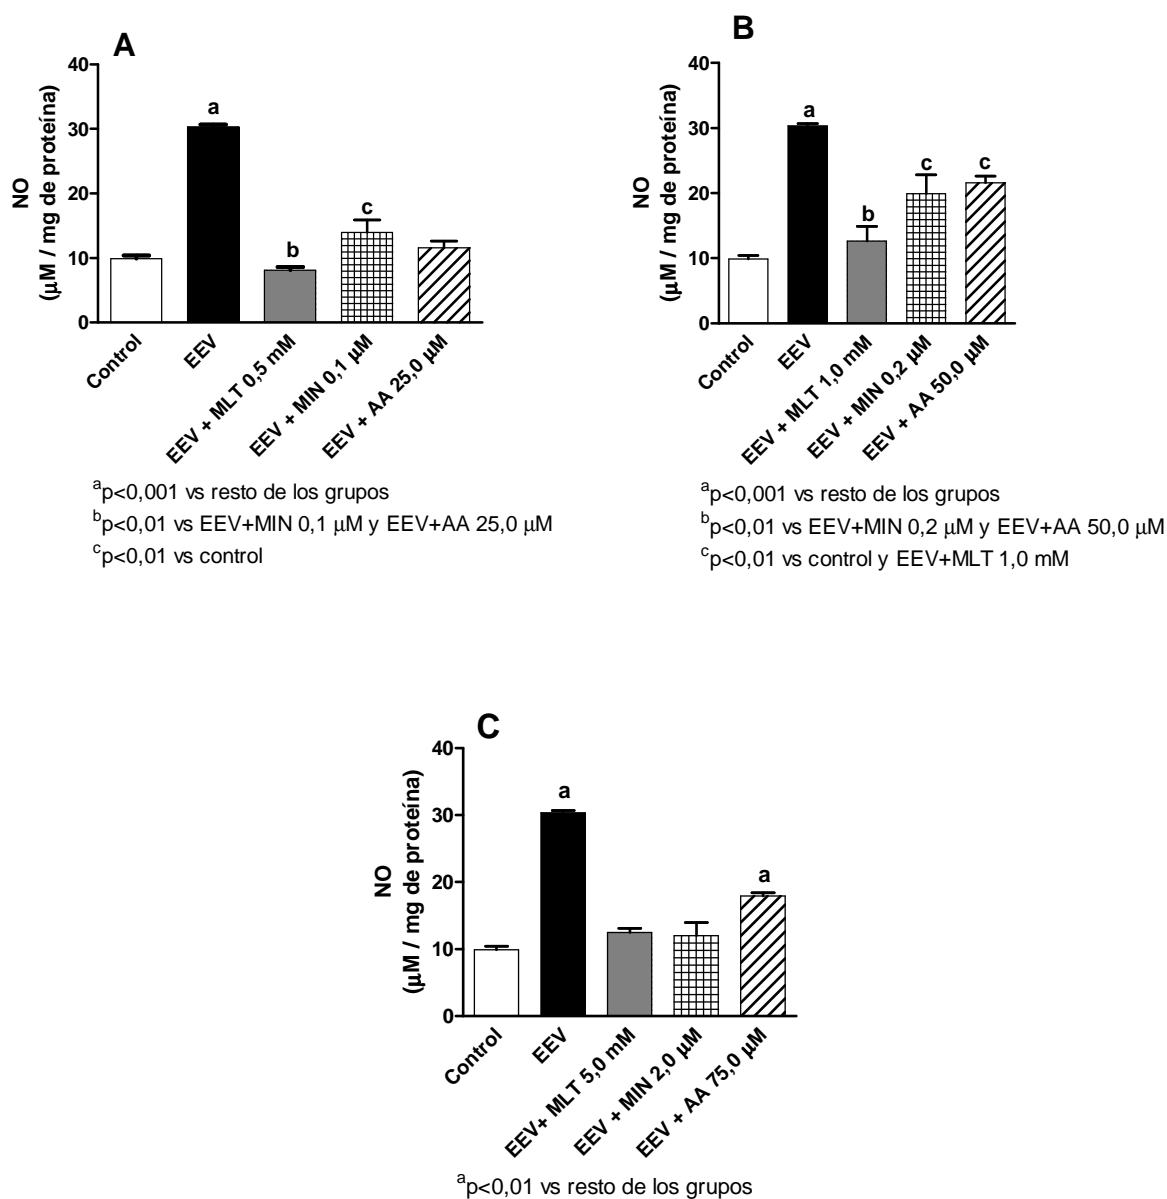 A
NO
(μM / mg de proteína)
40
30
20
10
0
a
b
c
Control
EEV
EEV + MLT 0,5 mM
EEV + MIN 0,1 μM
EEV + AA 25,0 μM
ap<0,001 vs resto de los grupos
bp<0,01 vs EEV+MIN 0,1 μM y EEV+AA 25,0 μM
cp<0,01 vs control
B
NO
(μM / mg de proteína)
40
30
20
10
0
a
b
c
c
Control
EEV
EEV + MLT 1,0 mM
EEV + MIN 0,2 μM
EEV + AA 50,0 μM
ap<0,001 vs resto de los grupos
bp<0,01 vs EEV+MIN 0,2 μM y EEV+AA 50,0 μM
cp<0,01 vs control y EEV+MLT 1,0 mM
C
NO
(μM / mg de proteína)
40
30
20
10
0
a
a
Control
EEV
EEV+ MLT 5,0 mM
EEV + MIN 2,0 μM
EEV + AA 75,0 μM
ap<0,01 vs resto de los grupos